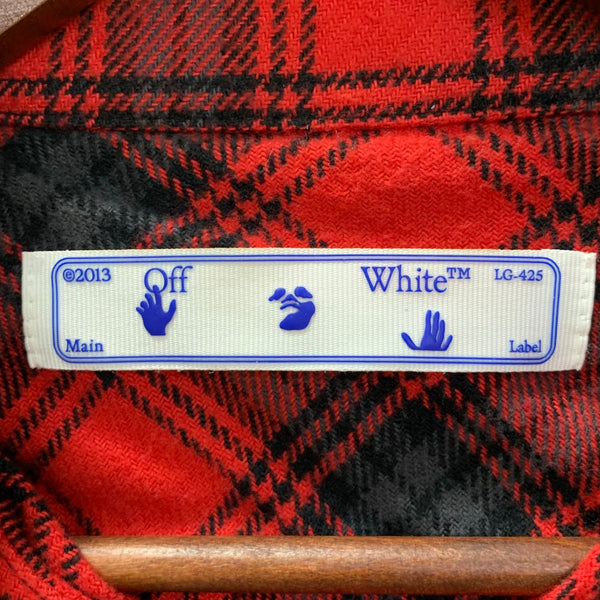 ©2013 Off White™ LG-425
Main Label